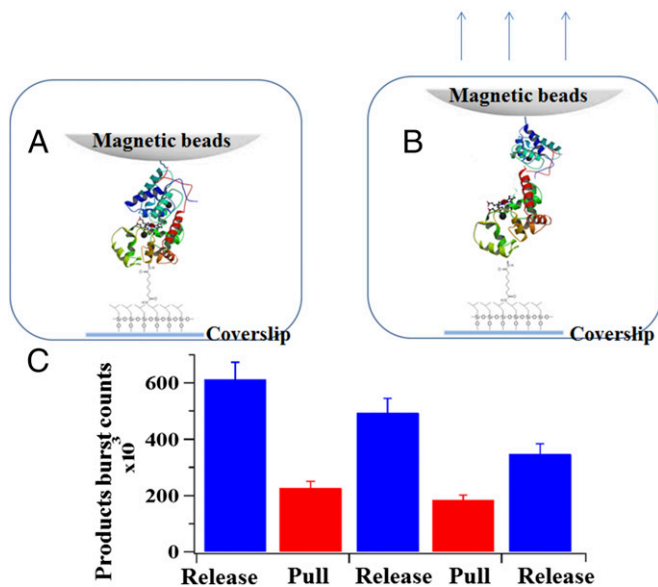 A
Magnetic beads
Coverslip
B
Magnetic beads
Coverslip
C
Products burst counts
x10³
600
400
200
0
Release Pull Release Pull Release